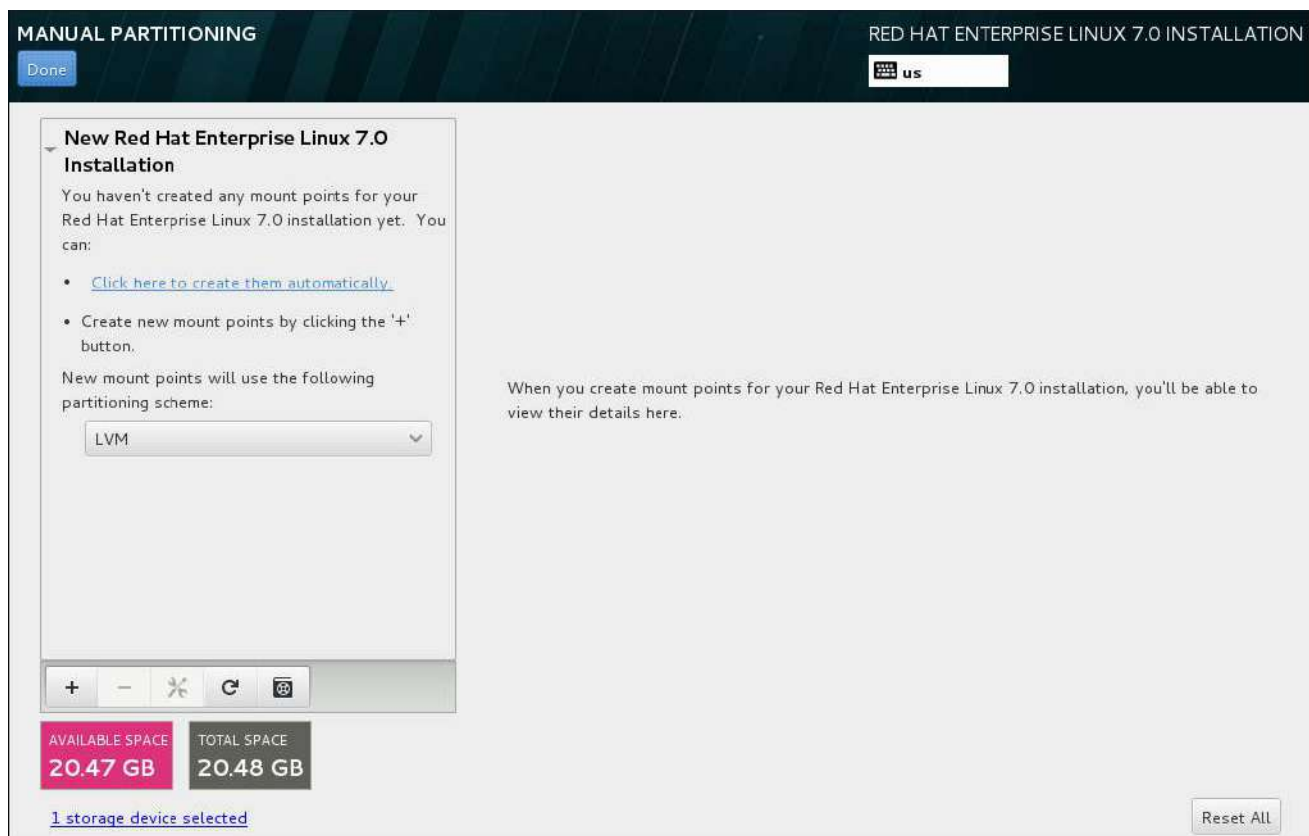 MANUAL PARTITIONING
RED HAT ENTERPRISE LINUX 7.0 INSTALLATION
Done
us
New Red Hat Enterprise Linux 7.0
Installation
You haven't created any mount points for your
Red Hat Enterprise Linux 7.0 installation yet. You
can:
• Click here to create them automatically.
• Create new mount points by clicking the '+'
button.
New mount points will use the following
partitioning scheme:
LVM
When you create mount points for your Red Hat Enterprise Linux 7.0 installation, you'll be able to
view their details here.
+ −
AVAILABLE SPACE
20.47 GB
TOTAL SPACE
20.48 GB
1 storage device selected
Reset All